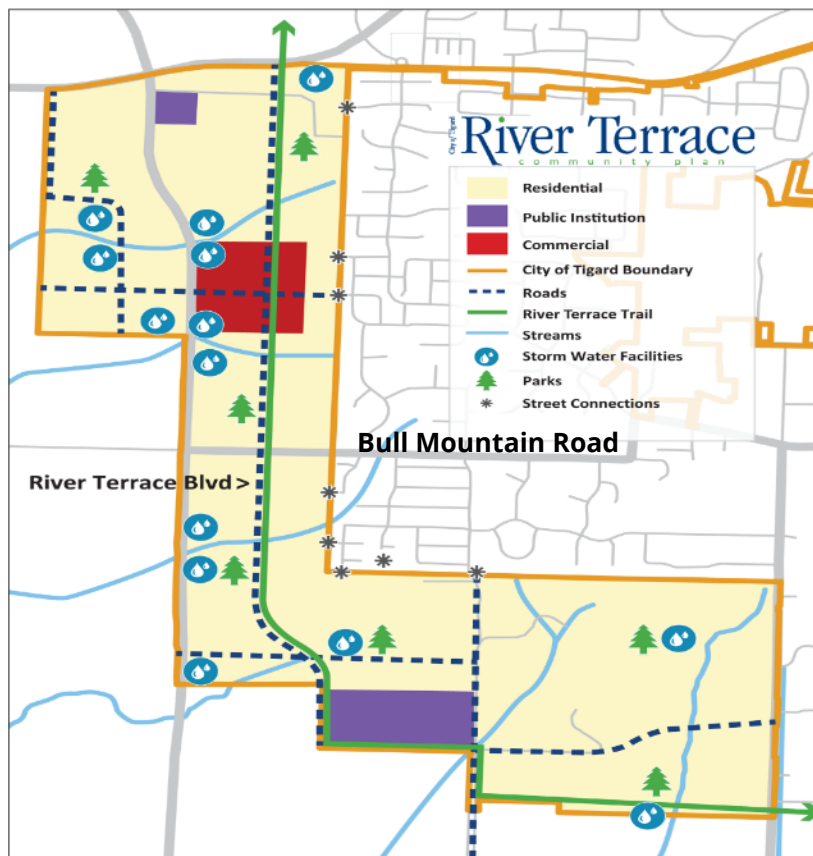 City of Tigard
River Terrace
community plan
Residential
Public Institution
Commercial
City of Tigard Boundary
Roads
River Terrace Trail
Streams
Storm Water Facilities
Parks
Street Connections
Bull Mountain Road
River Terrace Blvd >